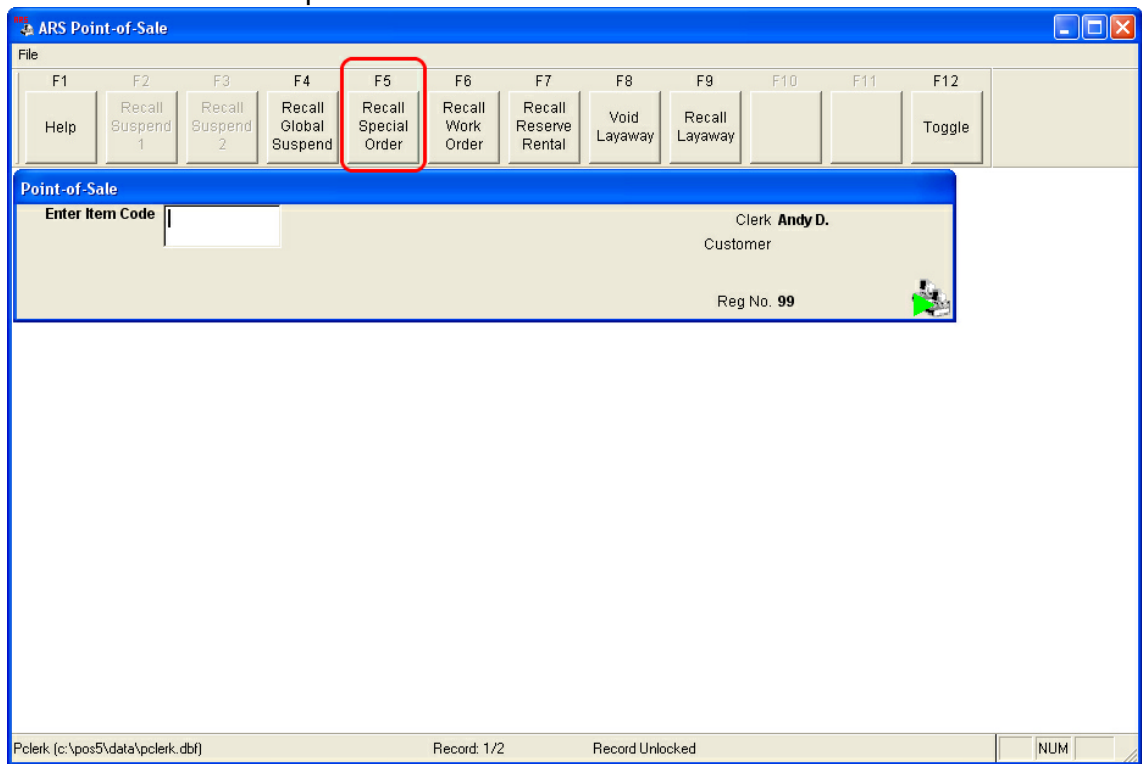 ARS Point-of-Sale
File
F1 F2 F3 F4 F5 F6 F7 F8 F9 F10 F11 F12
Help
Recall
Suspend
1
Recall
Suspend
2
Recall
Global
Suspend
Recall
Special
Order
Recall
Work
Order
Recall
Reserve
Rental
Void
Layaway
Recall
Layaway
Toggle
Point-of-Sale
Enter Item Code
Clerk Andy D.
Customer
Reg No. 99
Pclerk (c:\pos5\data\pclerk.dbf) Record: 1/2 Record Unlocked NUM